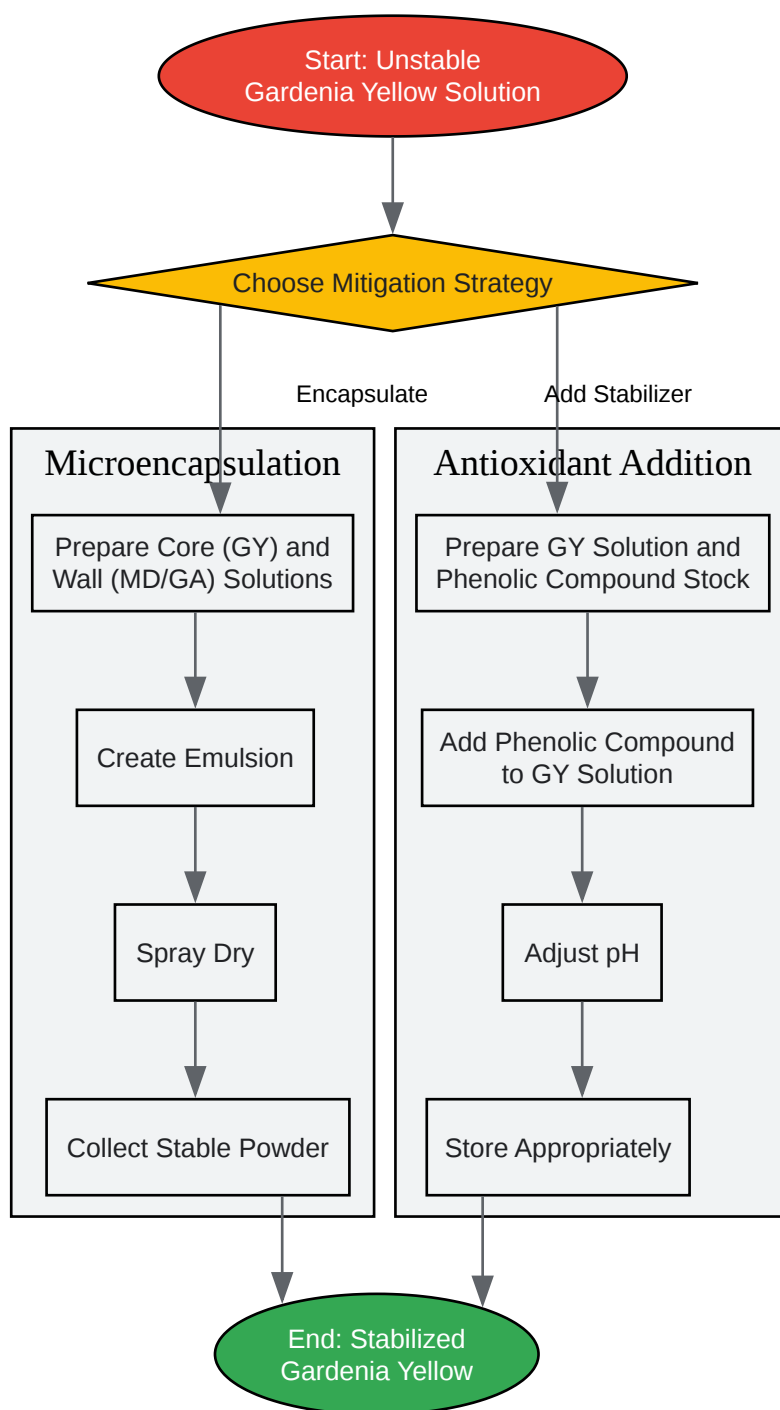 Start: Unstable
Gardenia Yellow Solution
Choose Mitigation Strategy
Encapsulate
Add Stabilizer
Microencapsulation
Prepare Core (GY) and
Wall (MD/GA) Solutions
Create Emulsion
Spray Dry
Collect Stable Powder
Antioxidant Addition
Prepare GY Solution and
Phenolic Compound Stock
Add Phenolic Compound
to GY Solution
Adjust pH
Store Appropriately
End: Stabilized
Gardenia Yellow